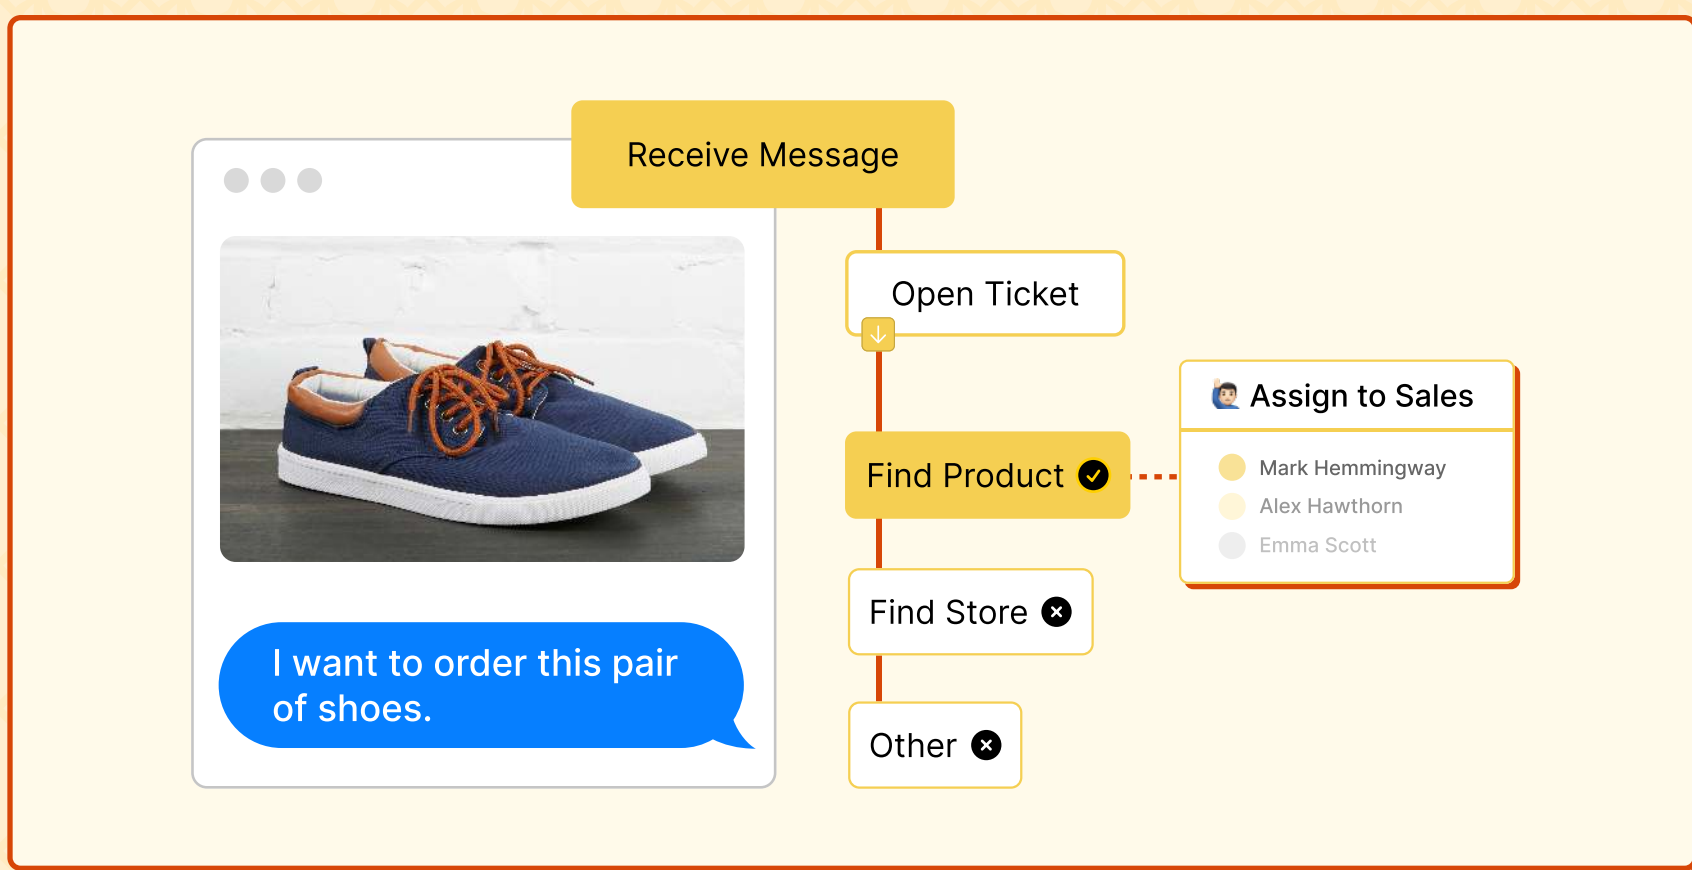 Receive Message
I want to order this pair
of shoes.
Open Ticket
Find Product
Find Store
Other
Assign to Sales
Mark Hemmingway
Alex Hawthorn
Emma Scott